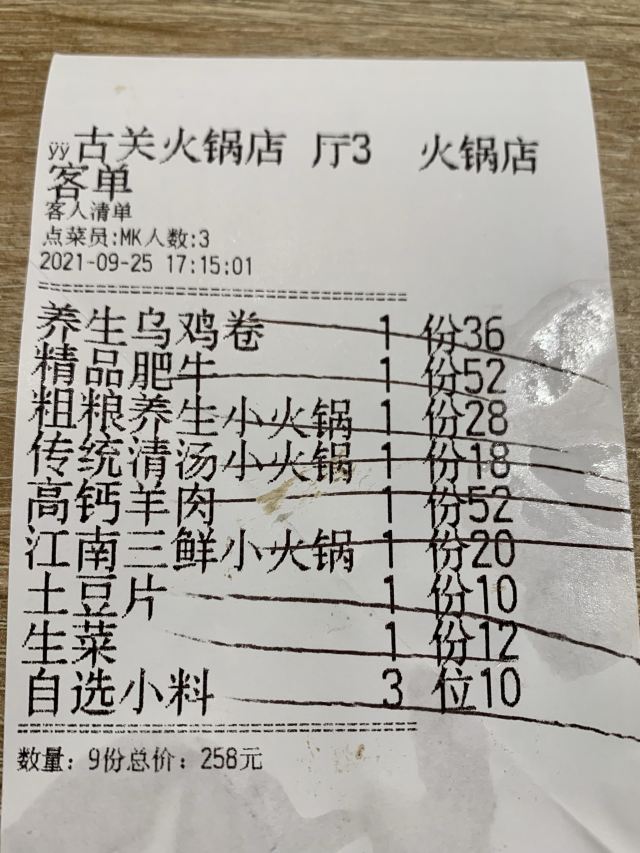 ÿÿ古关火锅店 厅3 火锅店
客单
客人清单
点菜员:MK人数:3
2021-09-25 17:15:01
养生乌鸡卷 1 份36
精品肥牛 1 份52
粗粮养生小火锅 1 份28
传统清汤小火锅 1 份18
高钙羊肉 1 份52
江南三鲜小火锅 1 份20
土豆片 1 份10
生菜 1 份12
自选小料 3 位10
数量: 9份总价: 258元